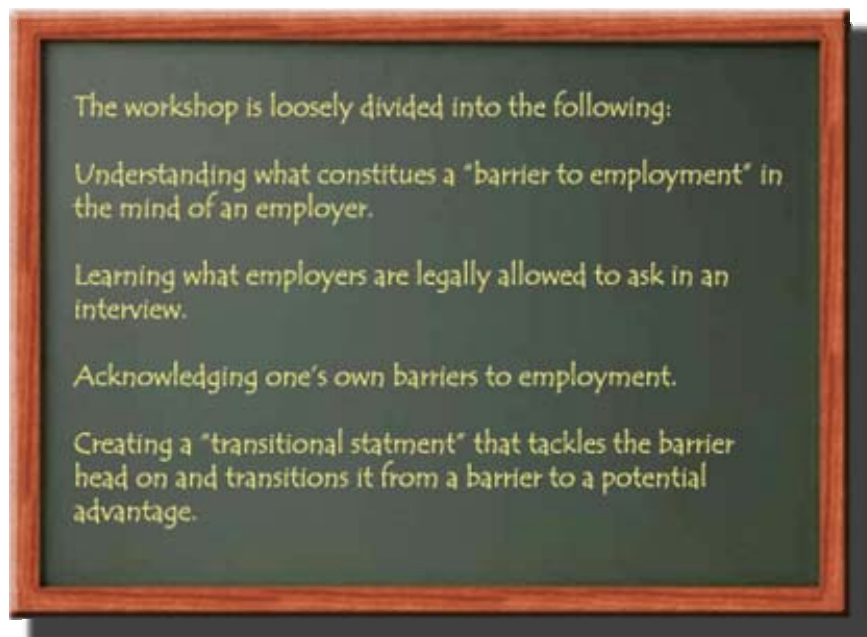 The workshop is loosely divided into the following:
Understanding what constitues a "barrier to employment" in
the mind of an employer.
Learning what employers are legally allowed to ask in an
interview.
Acknowledging one's own barriers to employment.
Creating a "transitional statment" that tackles the barrier
head on and transitions it from a barrier to a potential
advantage.